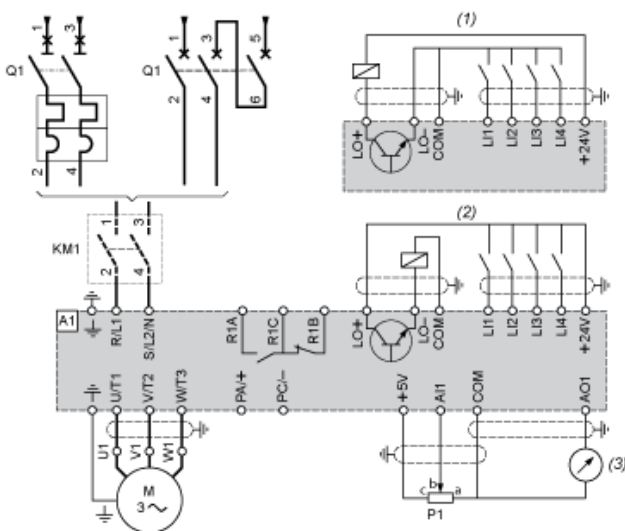 1 3 1 3 5 (1)
Q1 Q1
2 4 6
2 4
LO+ LO- COM LI1 LI2 LI3 LI4 +24V
1 3 (2)
KM1
2 4
A1 R/L1 S/L2/N R1A R1C R1B LO+ LO- COM LI1 LI2 LI3 LI4 +24V
U/T1 V/T2 W/T3 PA/+ PC/- +5V AI1 COM AO1
U1 V1 W1
(3)
c b a
M
3~
P1